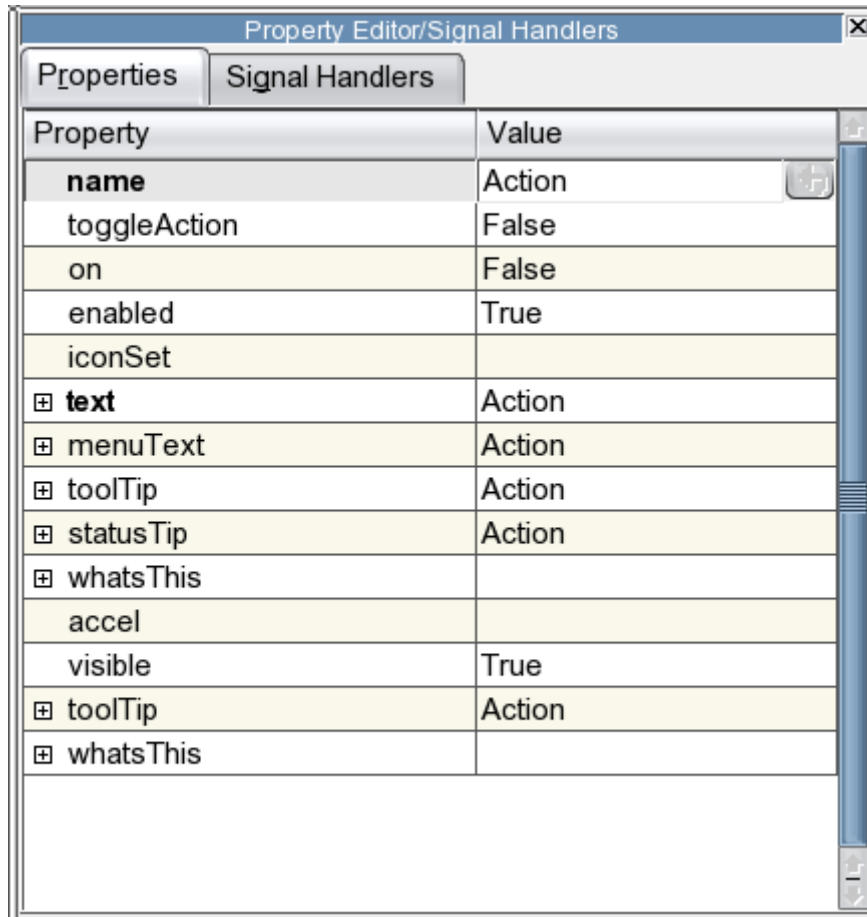 Property Editor/Signal Handlers
Properties Signal Handlers
Property Value
name Action
toggleAction False
on False
enabled True
iconSet
text Action
menuText Action
toolTip Action
statusTip Action
whatsThis
accel
visible True
toolTip Action
whatsThis